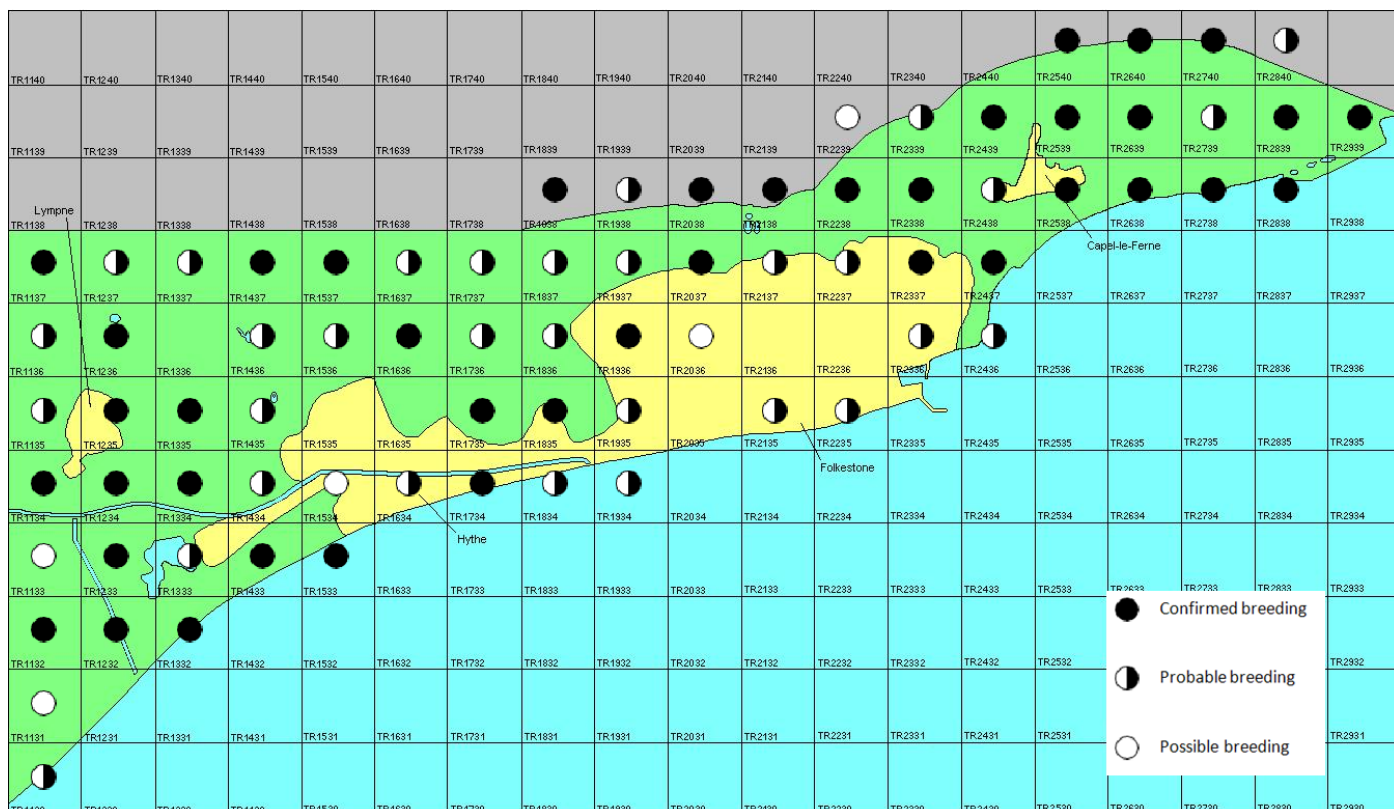 TR1140 TR1240 TR1340 TR1440 TR1540 TR1640 TR1740 TR1840 TR1940 TR2040 TR2140 TR2240 TR2340 TR2440 TR2540 TR2640 TR2740 TR2840
TR1139 TR1239 TR1339 TR1439 TR1539 TR1639 TR1739 TR1839 TR1939 TR2039 TR2139 TR2239 TR2339 TR2439 TR2539 TR2639 TR2739 TR2839 TR2939
Lympne
TR1138 TR1238 TR1338 TR1438 TR1538 TR1638 TR1738 TR1938 TR2038 TR2138 TR2238 TR2338 TR2438 TR2538 TR2638 TR2738 TR2838 TR2938
Capel-le-Ferne
TR1137 TR1237 TR1337 TR1437 TR1537 TR1637 TR1737 TR1837 TR1937 TR2037 TR2137 TR2237 TR2337 TR2437 TR2537 TR2637 TR2737 TR2837 TR2937
TR1136 TR1236 TR1336 TR1436 TR1536 TR1636 TR1736 TR1836 TR1936 TR2036 TR2136 TR2236 TR2336 TR2436 TR2536 TR2636 TR2736 TR2836 TR2936
TR1135 TR1235 TR1335 TR1435 TR1535 TR1635 TR1735 TR1835 TR1935 TR2035 TR2135 TR2235 TR2335 TR2435 TR2535 TR2635 TR2735 TR2835 TR2935
Folkestone
TR1134 TR1234 TR1334 TR1434 TR1534 TR1634 TR1734 TR1834 TR1934 TR2034 TR2134 TR2234 TR2334 TR2434 TR2534 TR2634 TR2734 TR2834 TR2934
Hythe
TR1133 TR1233 TR1333 TR1433 TR1533 TR1633 TR1733 TR1833 TR1933 TR2033 TR2133 TR2233 TR2333 TR2433 TR2533 TR2633 TR2733 TR2833 TR2933
Confirmed breeding
TR1132 TR1232 TR1332 TR1432 TR1532 TR1632 TR1732 TR1832 TR1932 TR2032 TR2132 TR2232 TR2332 TR2432 TR2532 TR2932
Probable breeding
TR1131 TR1231 TR1331 TR1431 TR1531 TR1631 TR1731 TR1831 TR1931 TR2031 TR2131 TR2231 TR2331 TR2431 TR2531 TR2931
Possible breeding